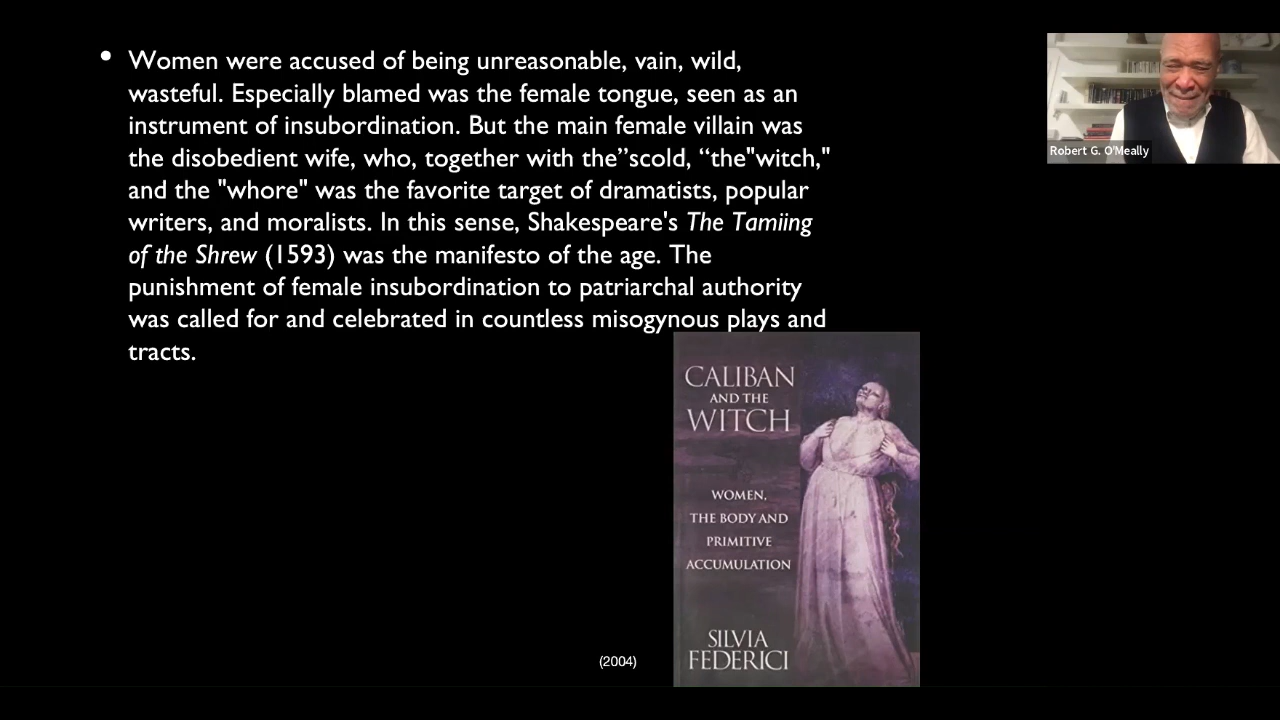 • Women were accused of being unreasonable, vain, wild,
wasteful. Especially blamed was the female tongue, seen as an
instrument of insubordination. But the main female villain was
the disobedient wife, who, together with the”scold, “the"witch,"
and the "whore" was the favorite target of dramatists, popular
writers, and moralists. In this sense, Shakespeare's The Tamiing
of the Shrew (1593) was the manifesto of the age. The
punishment of female insubordination to patriarchal authority
was called for and celebrated in countless misogynous plays and
tracts.
Robert G. O'Meally
CALIBAN
AND THE
WITCH
WOMEN,
THE BODY AND
PRIMITIVE
ACCUMULATION
SILVIA
FEDERICI
(2004)